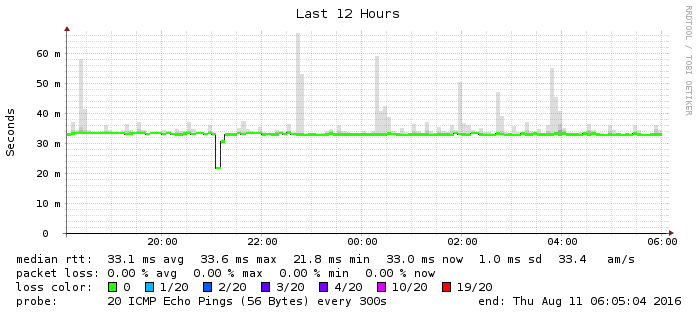 Last 12 Hours
RRDTOOL / TOBI OETIKER
Seconds
60 m
50 m
40 m
30 m
20 m
10 m
0
20:00 22:00 00:00 02:00 04:00 06:00
median rtt: 33.1 ms avg 33.6 ms max 21.8 ms min 33.0 ms now 1.0 ms sd 33.4 am/s
packet loss: 0.00 % avg 0.00 % max 0.00 % min 0.00 % now
loss color: 0 1/20 2/20 3/20 4/20 10/20 19/20
probe: 20 ICMP Echo Pings (56 Bytes) every 300s end: Thu Aug 11 06:05:04 2016